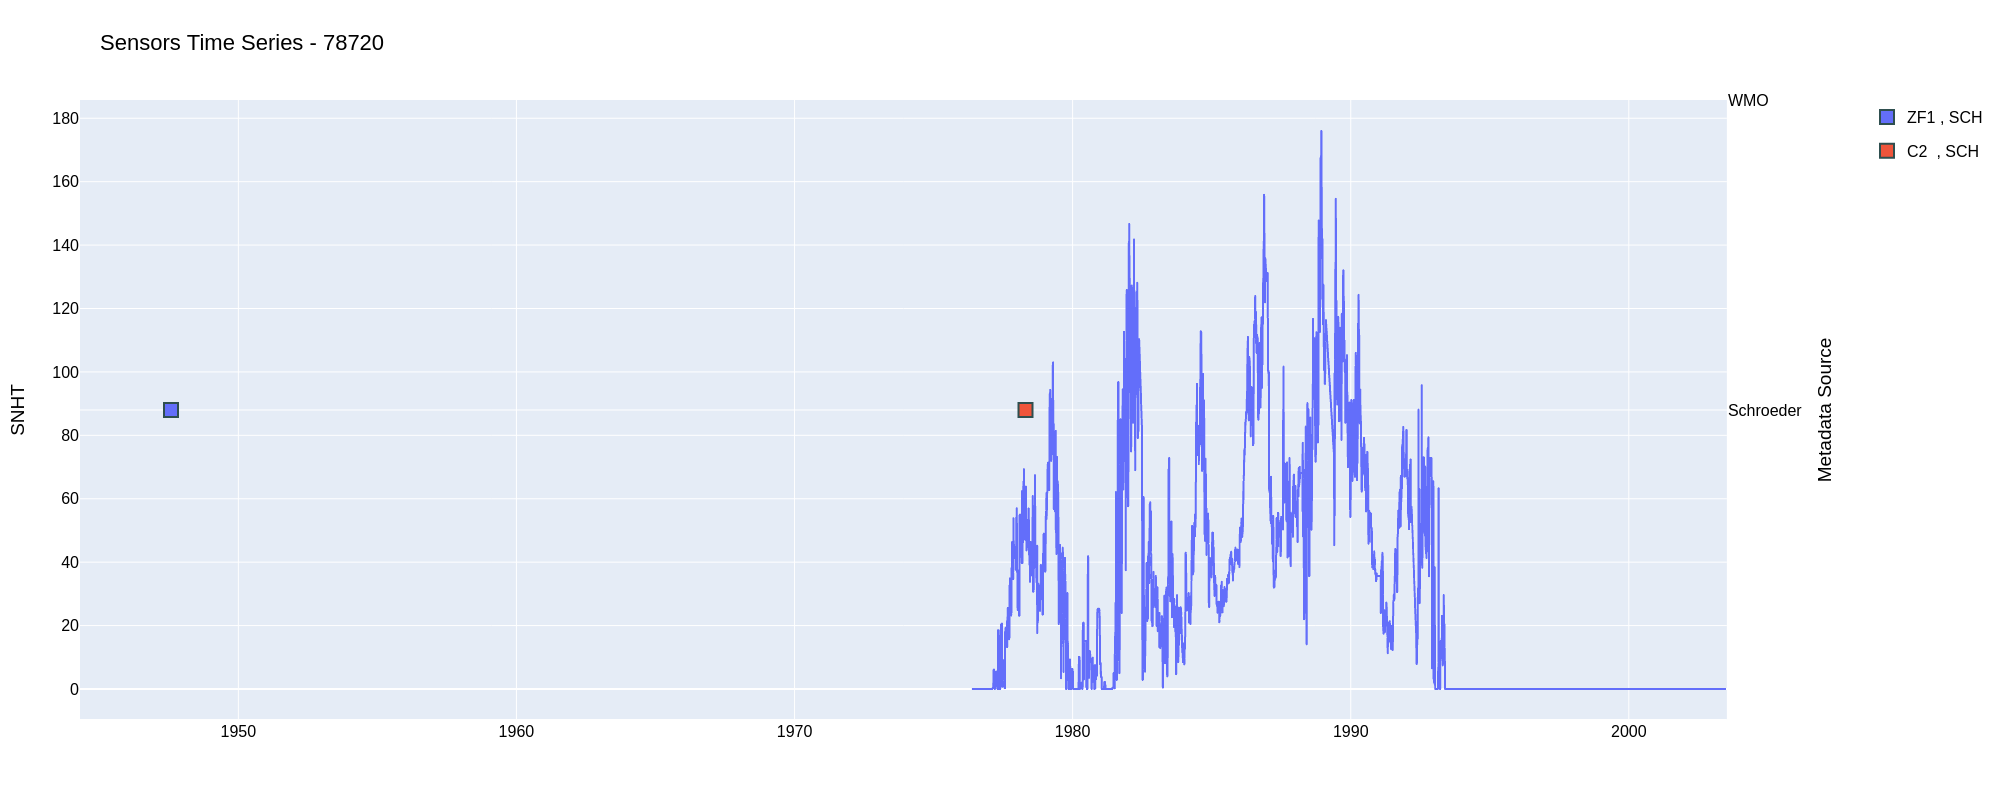 Sensors Time Series - 78720
WMO
Schroeder
Metadata Source
ZF1 , SCH
C2  , SCH
SNHT
180
160
140
120
100
80
60
40
20
0
1950
1960
1970
1980
1990
2000